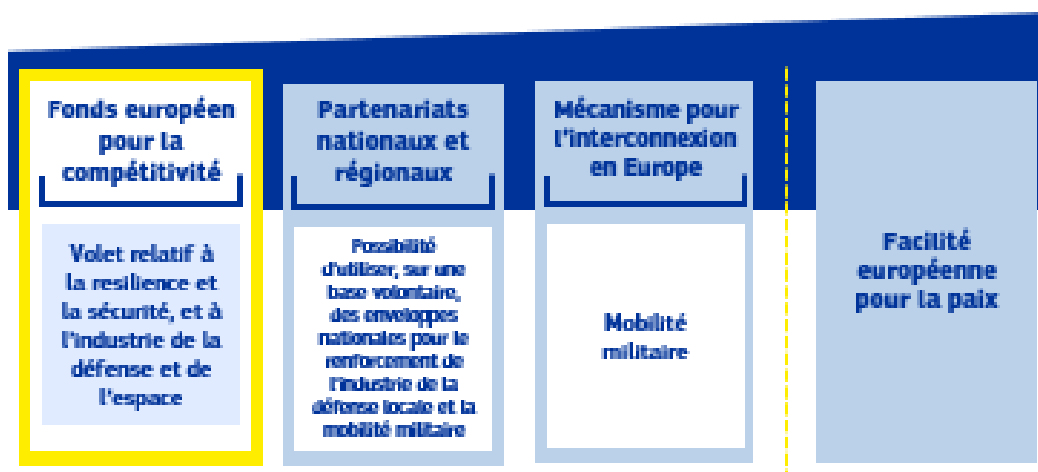 Fonds européen
pour la
compétitivité
Volet relatif à
la resilience et
la sécurité, et à
l'industrie de la
défense et de
l'espace
Partenariats
nationaux et
régionaux
Possibilité
d'utiliser, sur une
base volontaire,
des enveloppes
nationales pour le
renforcement de
l'industrie de la
défense locale et la
mobilité militaire
Mécanisme pour
l'interconnexion
en Europe
Mobilité
militaire
Facilité
européenne
pour la paix